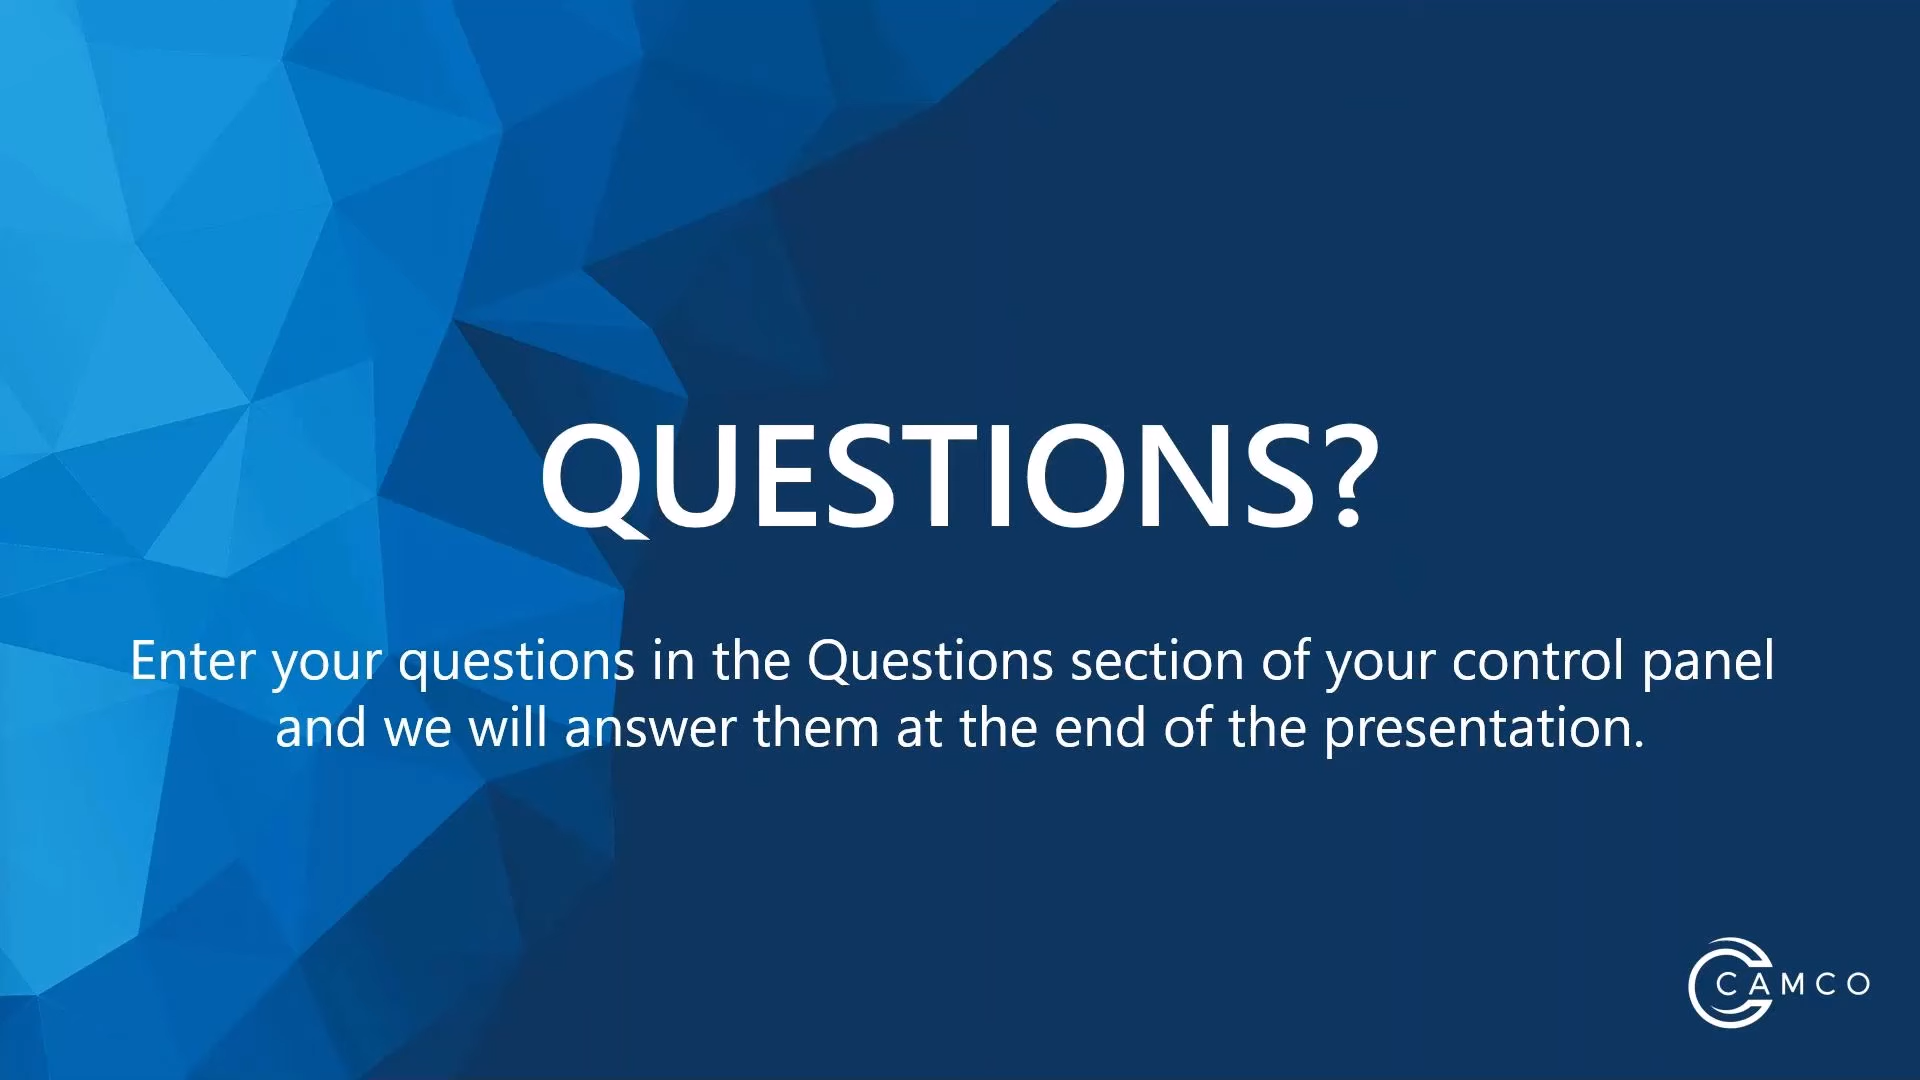 QUESTIONS?
Enter your questions in the Questions section of your control panel
and we will answer them at the end of the presentation.
CAMCO